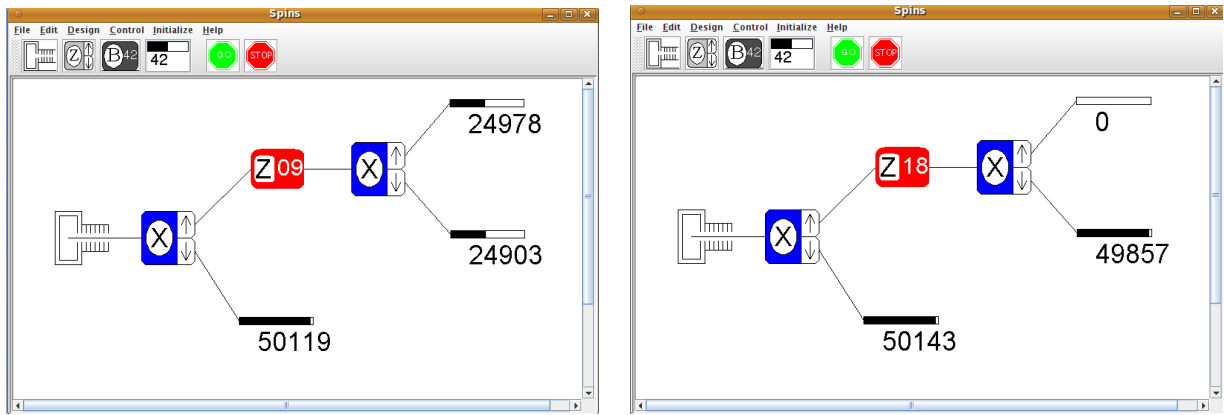 Spins
File Edit Design Control Initialize Help
Z B 42 42 GO STOP
24978
Z 09 X
X
24903
50119
Spins
File Edit Design Control Initialize Help
Z B 42 42 GO STOP
0
Z 18 X
X
49857
50143